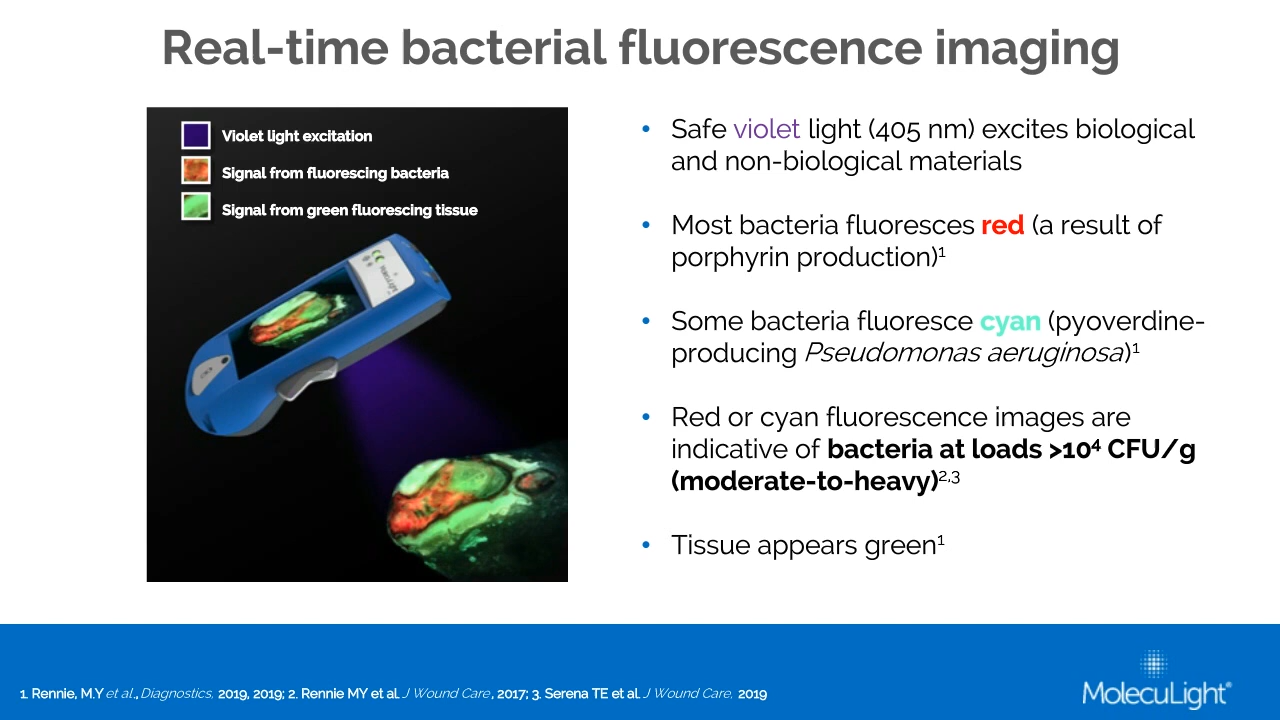 Real-time bacterial fluorescence imaging
Violet light excitation
Signal from fluorescing bacteria
Signal from green fluorescing tissue
MolecuLight
• Safe violet light (405 nm) excites biological
and non-biological materials
• Most bacteria fluoresces red (a result of
porphyrin production)¹
• Some bacteria fluoresce cyan (pyoverdine-
producing Pseudomonas aeruginosa)¹
• Red or cyan fluorescence images are
indicative of bacteria at loads >10⁴ CFU/g
(moderate-to-heavy)²,³
• Tissue appears green¹
1. Rennie, M.Y et al., Diagnostics, 2019, 2019; 2. Rennie MY et al. J Wound Care, 2017; 3. Serena TE et al. J Wound Care, 2019
MolecuLight®